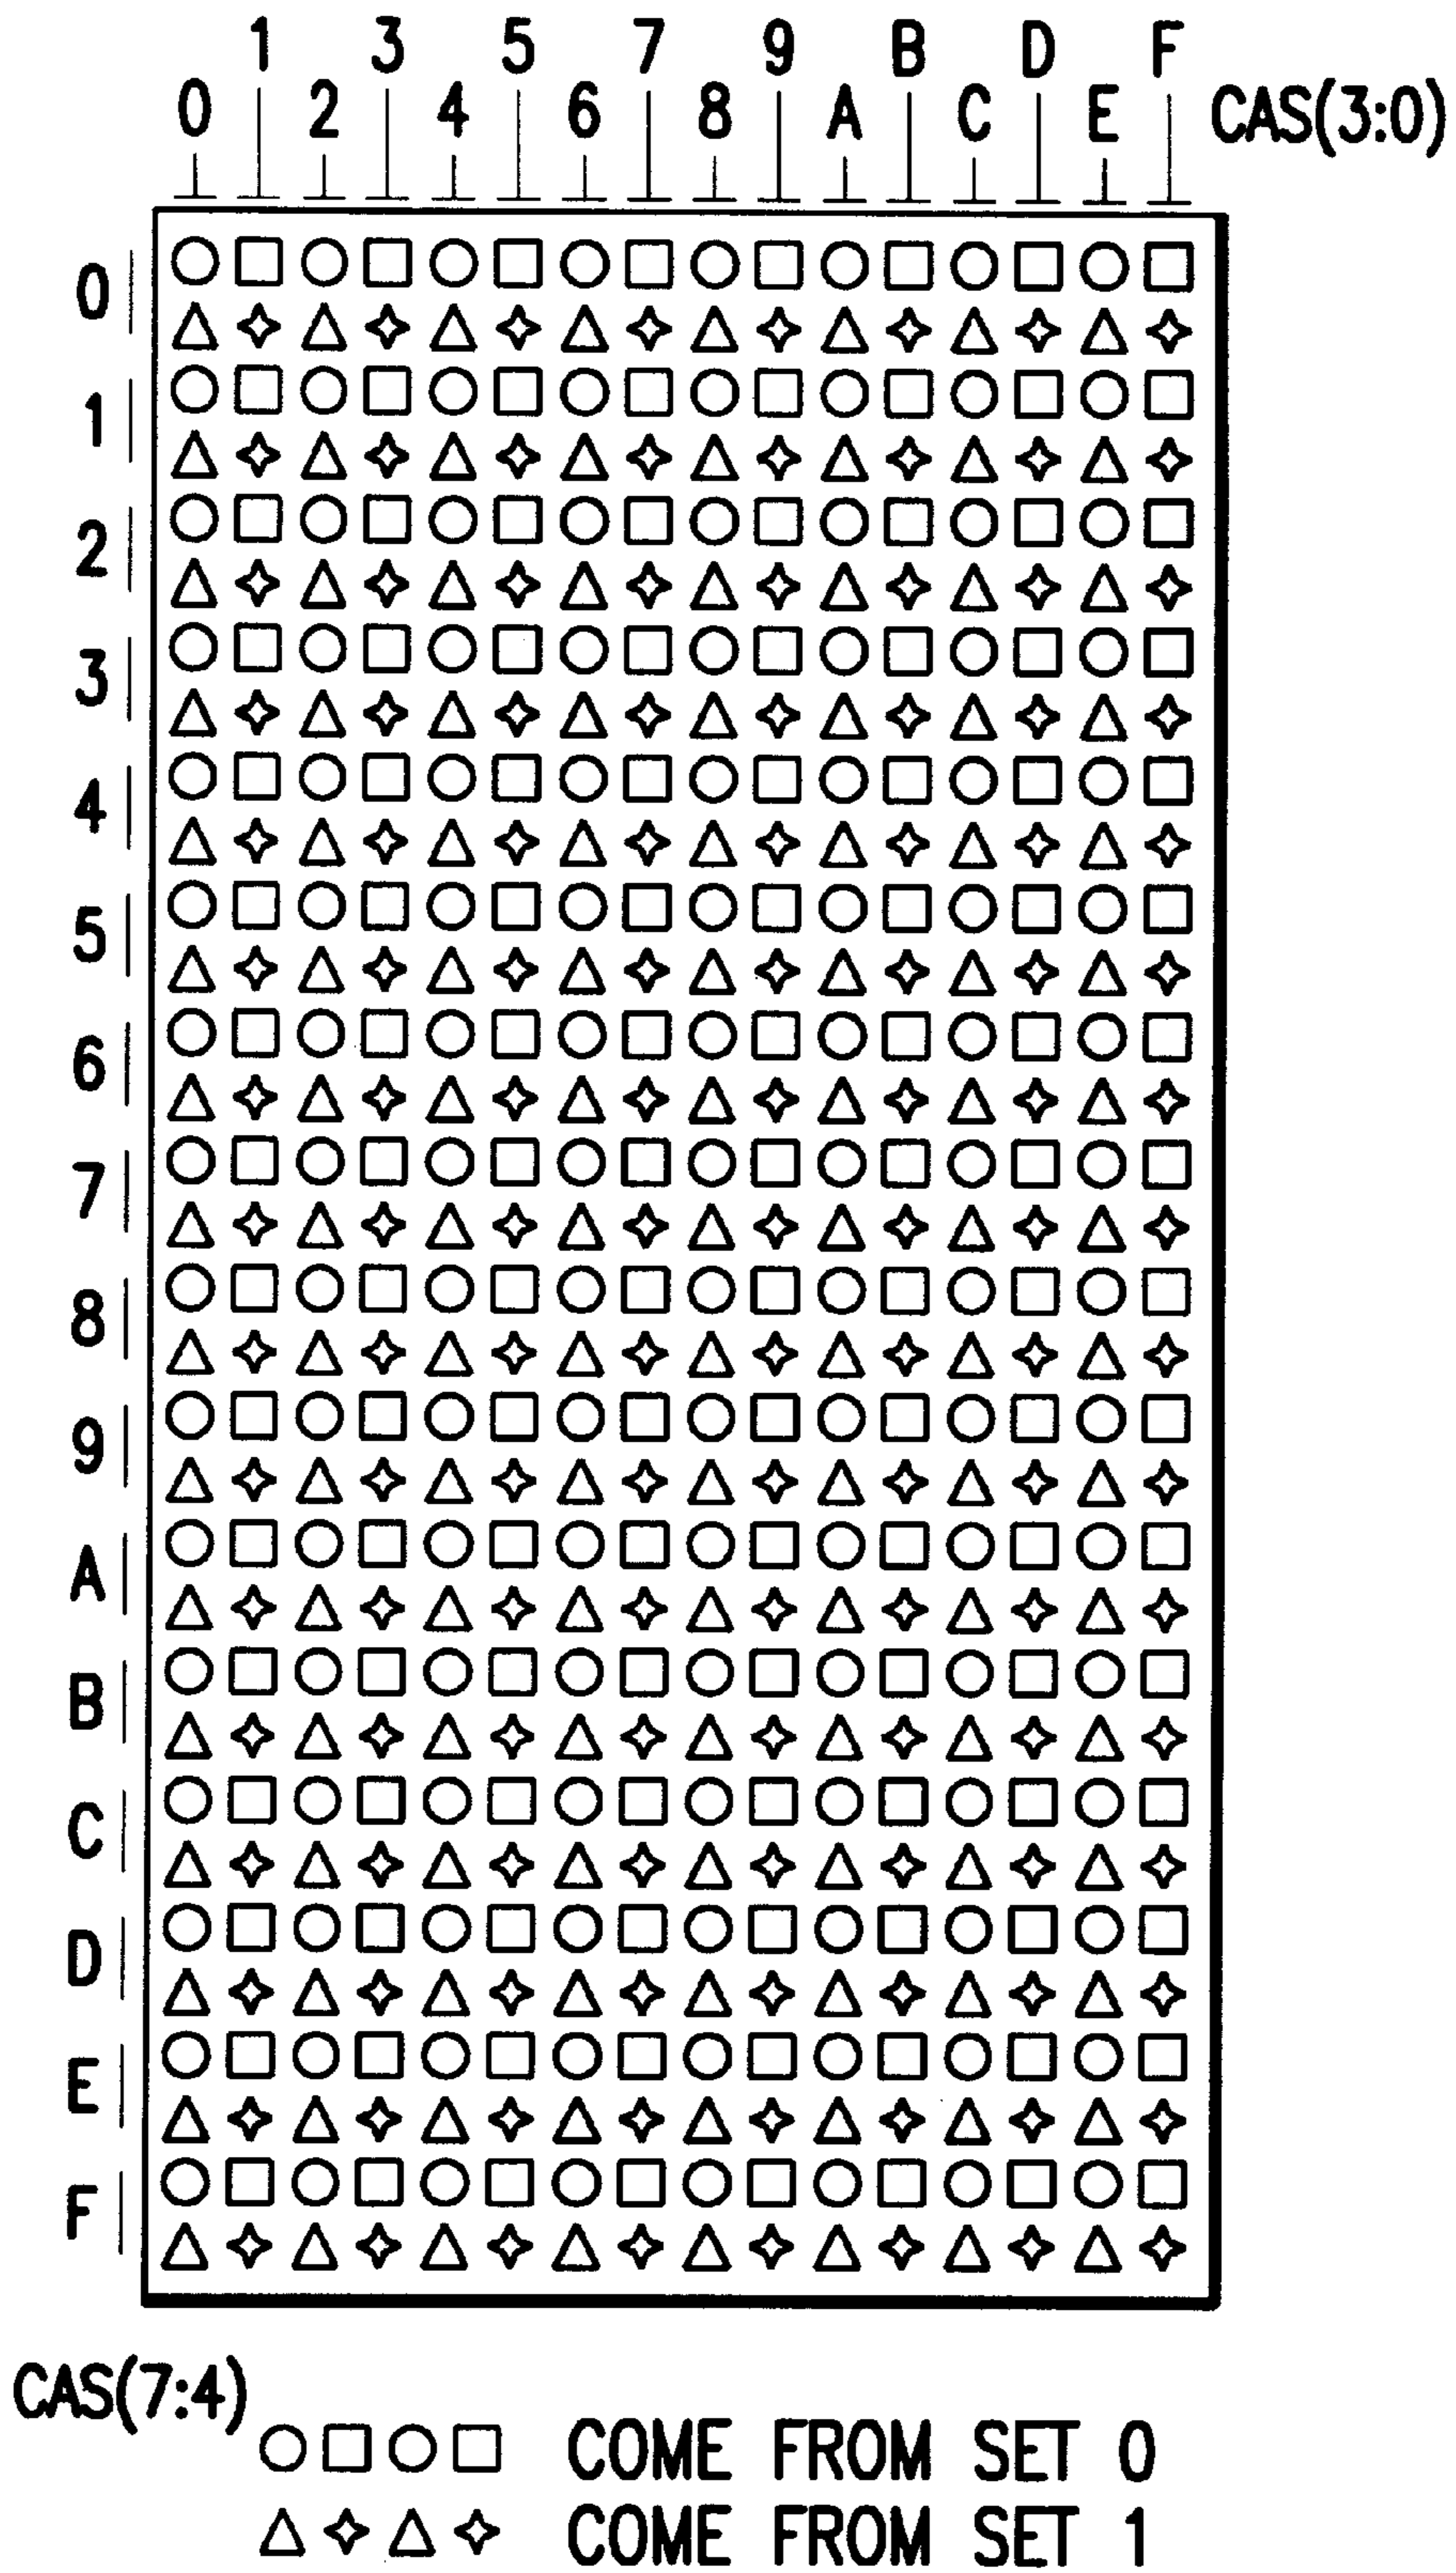 1 3 5 7 9 B D F
0 2 4 6 8 A C E CAS(3:0)
0
1
2
3
4
5
6
7
8
9
A
B
C
D
E
F
CAS(7:4)
COME FROM SET 0
COME FROM SET 1